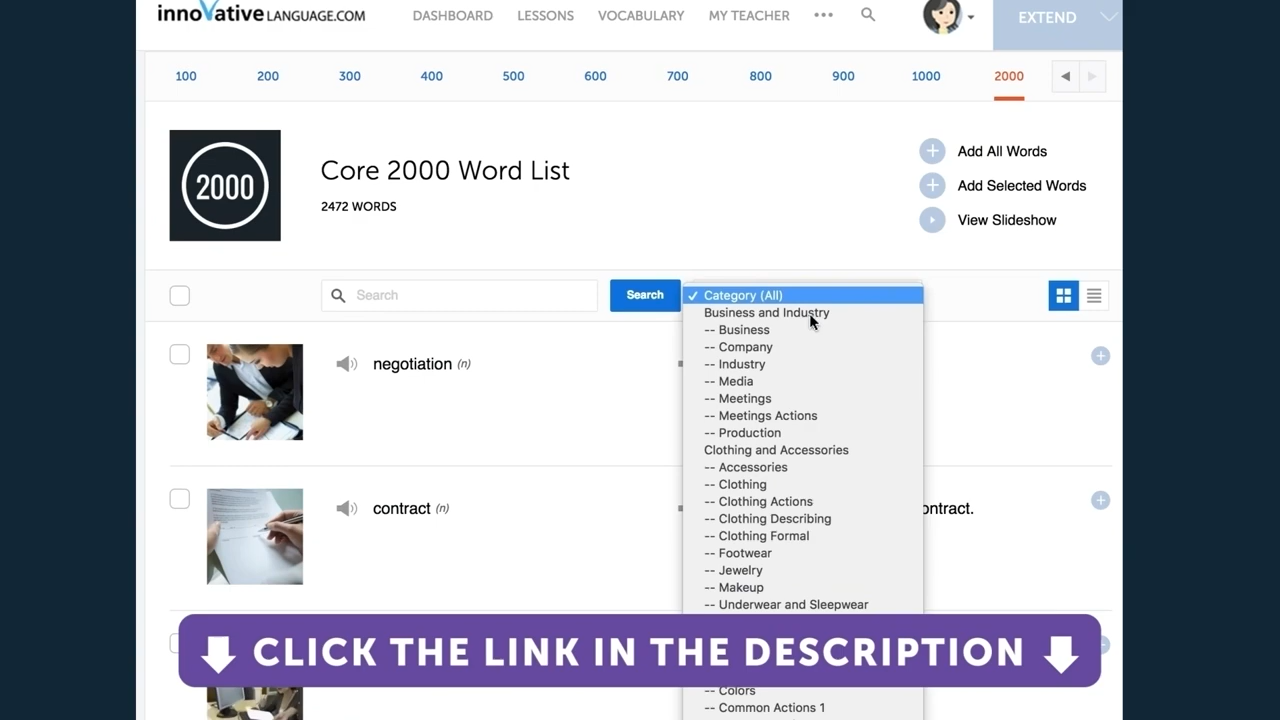 innoVative LANGUAGE.COM
DASHBOARD
LESSONS
VOCABULARY
MY TEACHER
EXTEND
100
200
300
400
500
600
700
800
900
1000
2000
2000
Core 2000 Word List
2472 WORDS
Add All Words
Add Selected Words
View Slideshow
Search
Search
Category (All)
Business and Industry
-- Business
-- Company
-- Industry
-- Media
-- Meetings
-- Meetings Actions
-- Production
Clothing and Accessories
-- Accessories
-- Clothing
-- Clothing Actions
-- Clothing Describing
-- Clothing Formal
-- Footwear
-- Jewelry
-- Makeup
-- Underwear and Sleepwear
-- Colors
-- Common Actions 1
negotiation (n)
contract (n)
ontract.
CLICK THE LINK IN THE DESCRIPTION